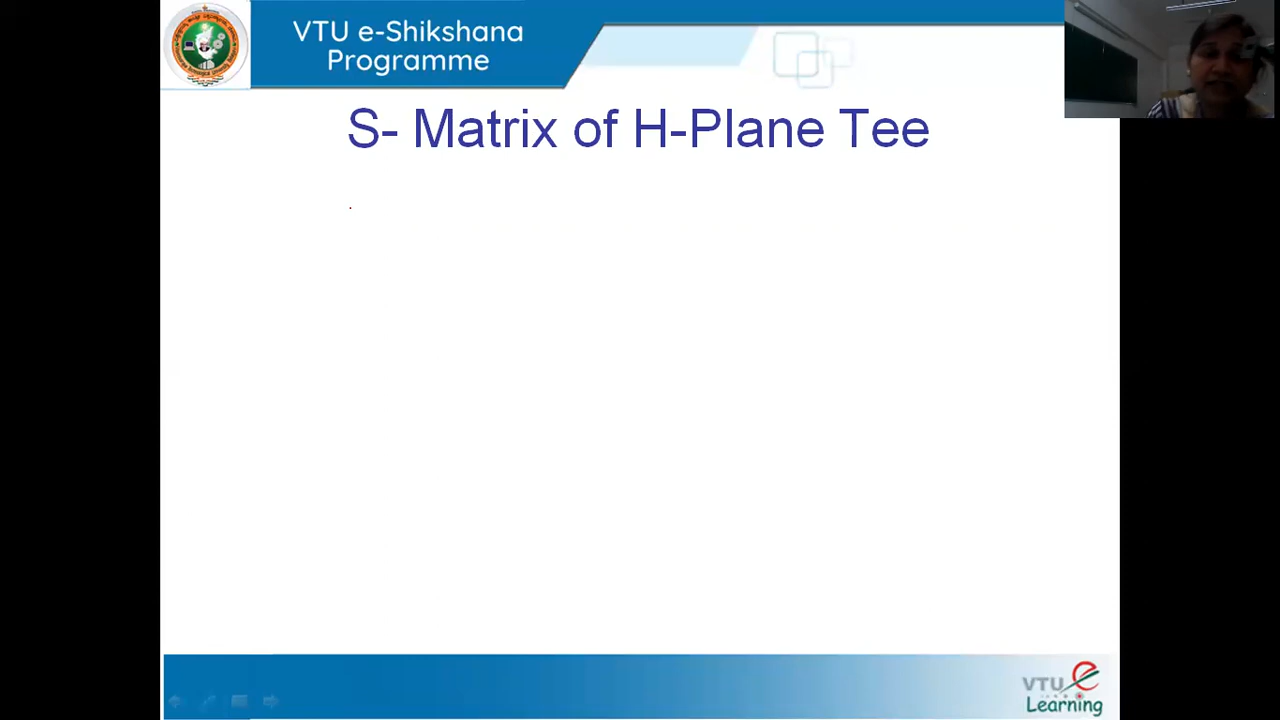 VTU e-Shikshana
Programme
S- Matrix of H-Plane Tee
VTU e
Learning